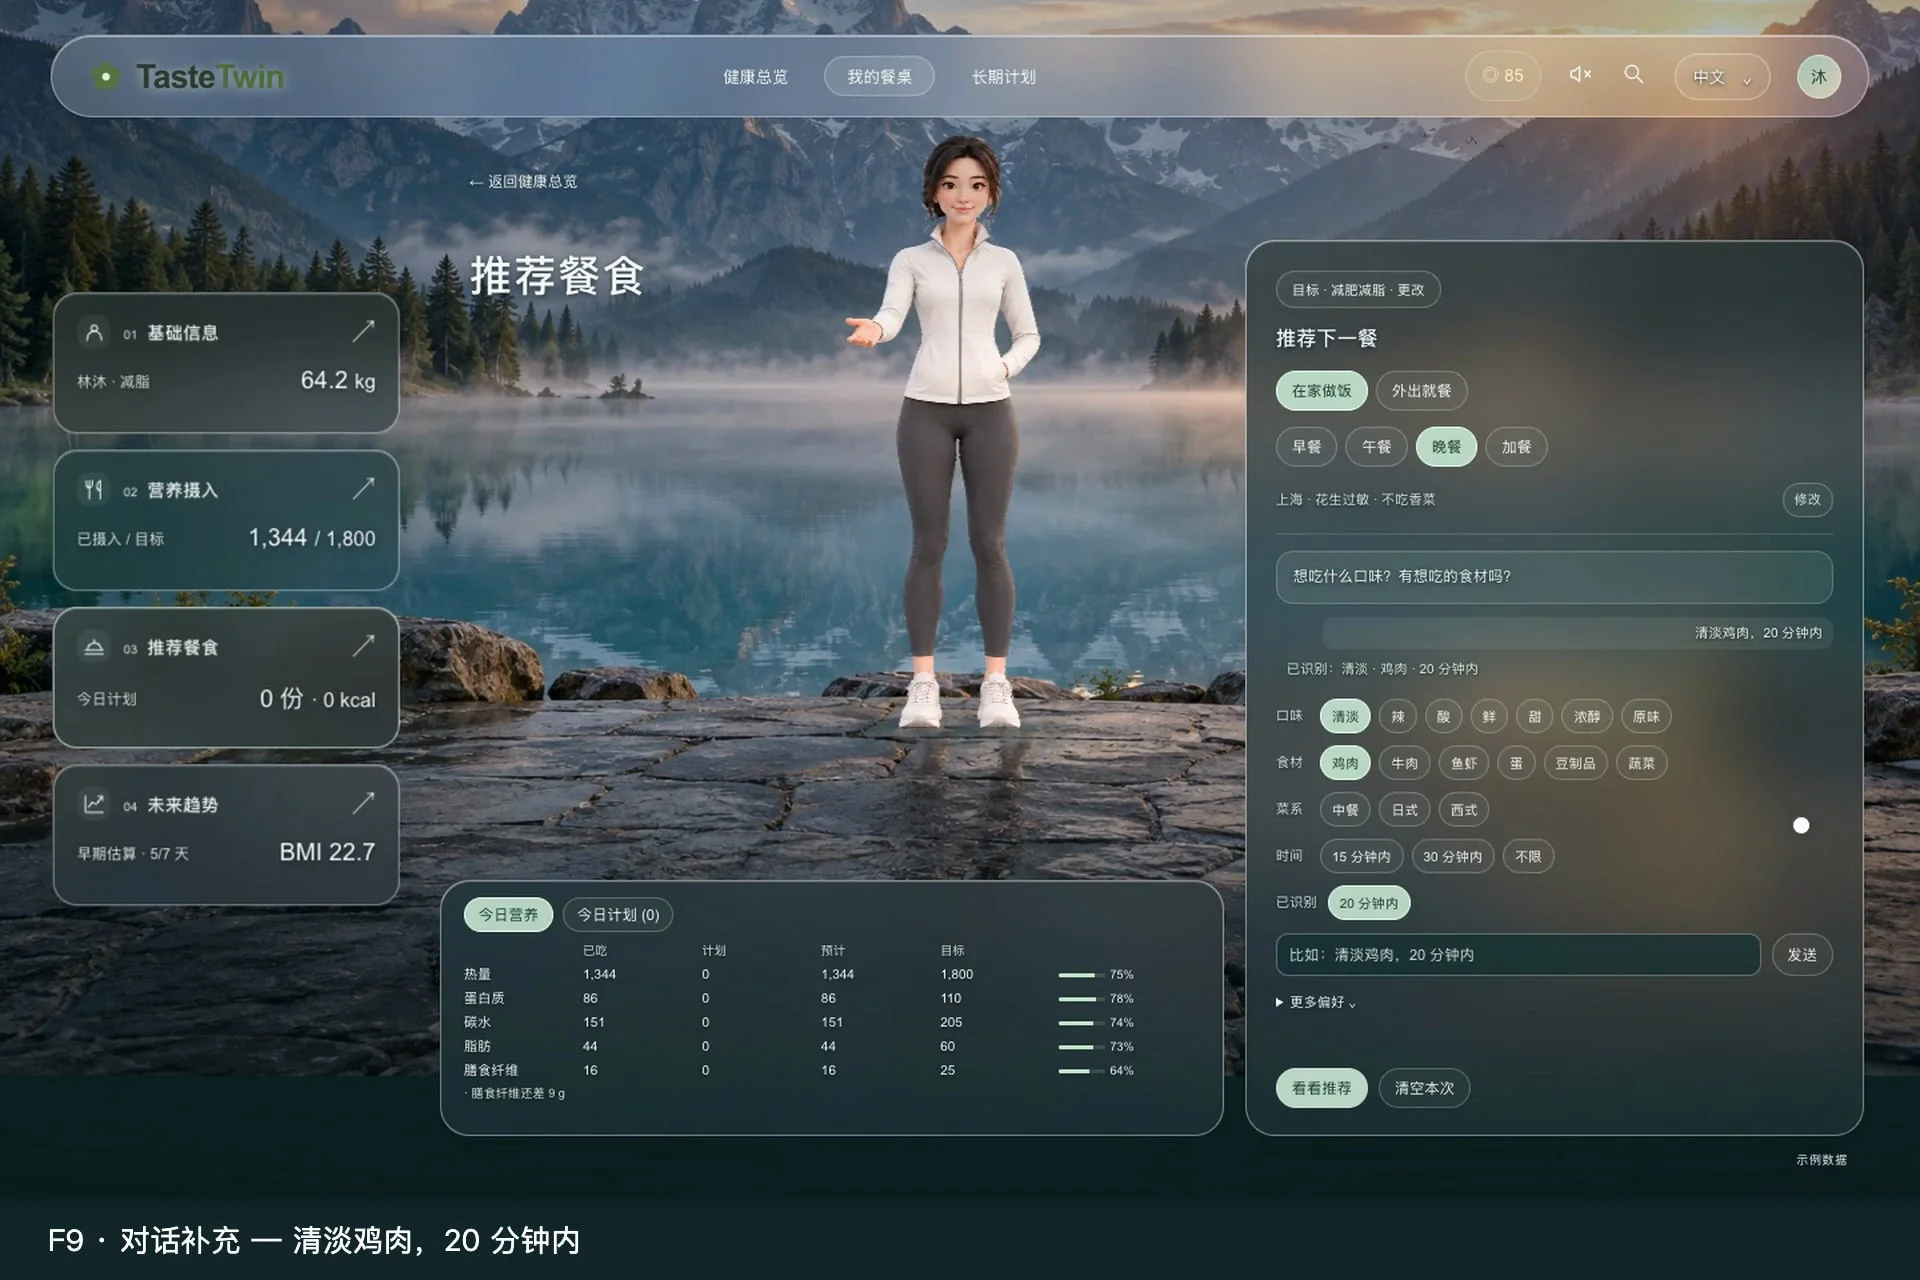 TasteTwin
健康总览 我的餐桌 长期计划
85 中文 沐
← 返回健康总览
推荐餐食
01 基础信息
林沐 · 减脂 64.2 kg
02 营养摄入
已摄入 / 目标 1,344 / 1,800
03 推荐餐食
今日计划 0 份 · 0 kcal
04 未来趋势
早期估算 · 5/7 天 BMI 22.7
今日营养 今日计划 (0)
已吃 计划 预计 目标
热量 1,344 0 1,344 1,800 75%
蛋白质 86 0 86 110 78%
碳水 151 0 151 205 74%
脂肪 44 0 44 60 73%
膳食纤维 16 0 16 25 64%
· 膳食纤维还差 9 g
目标 · 减肥减脂 · 更改
推荐下一餐
在家做饭 外出就餐
早餐 午餐 晚餐 加餐
上海 · 花生过敏 · 不吃香菜 修改
想吃什么口味？有想吃的食材吗？
清淡鸡肉，20 分钟内
已识别：清淡 · 鸡肉 · 20 分钟内
口味 清淡 辣 酸 鲜 甜 浓醇 原味
食材 鸡肉 牛肉 鱼虾 蛋 豆制品 蔬菜
菜系 中餐 日式 西式
时间 15 分钟内 30 分钟内 不限
已识别 20 分钟内
比如：清淡鸡肉，20 分钟内 发送
更多偏好
看看推荐 清空本次
示例数据
F9 · 对话补充 — 清淡鸡肉，20 分钟内